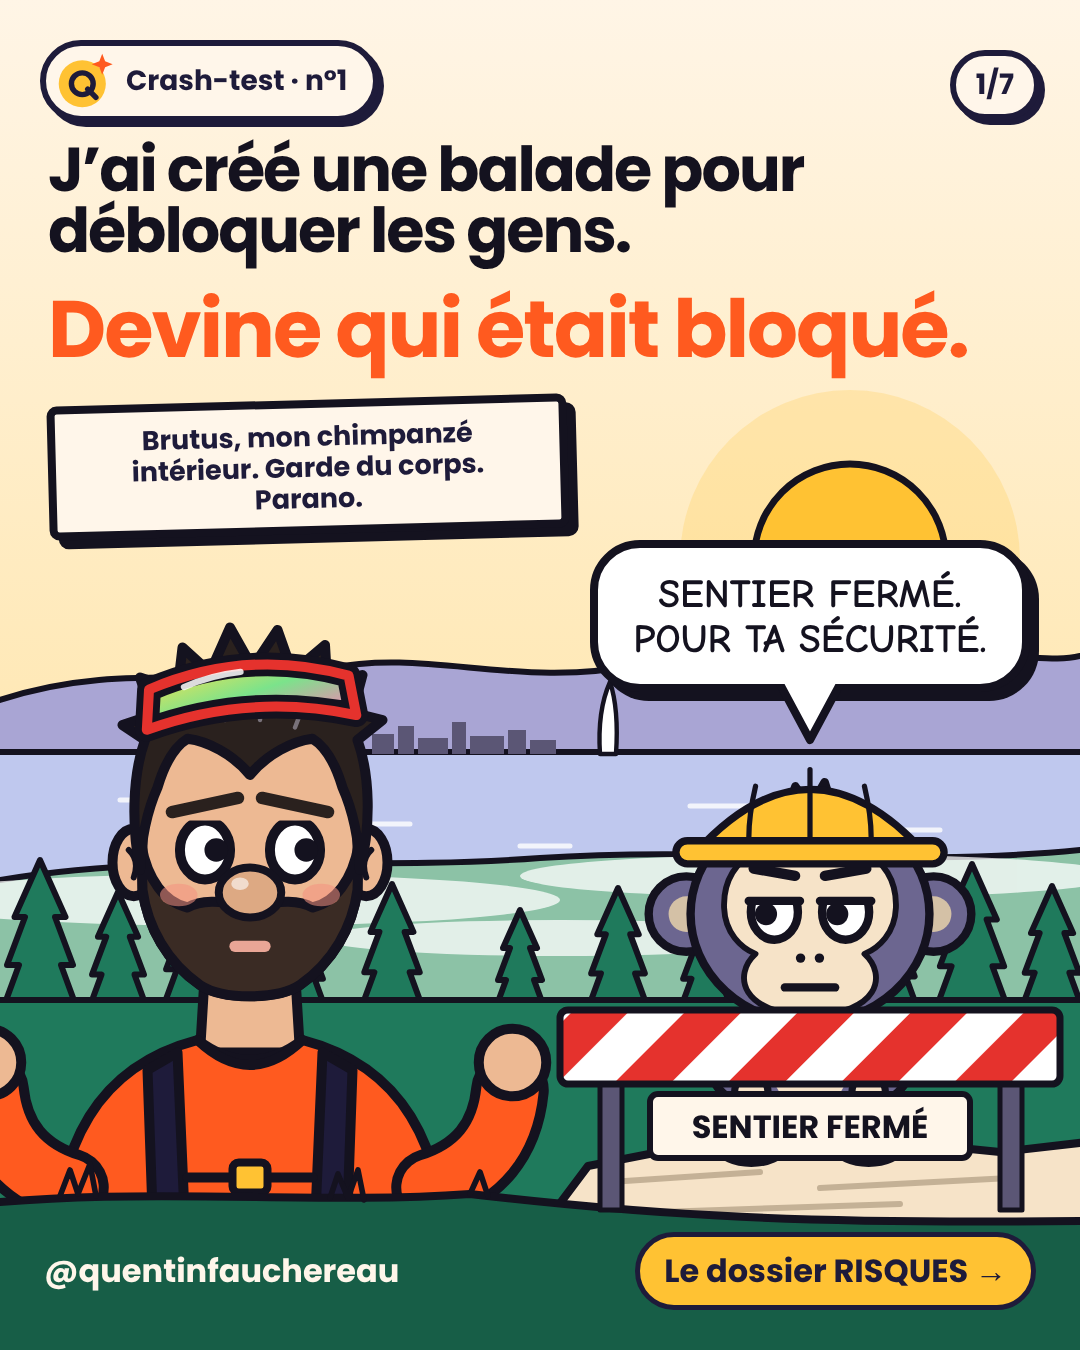 Q
Crash-test · n°1
1/7
J’ai créé une balade pour
débloquer les gens.
Devine qui était bloqué.
Brutus, mon chimpanzé
intérieur. Garde du corps.
Parano.
SENTIER FERMÉ.
POUR TA SÉCURITÉ.
SENTIER FERMÉ
@quentinfauchereau
Le dossier RISQUES →